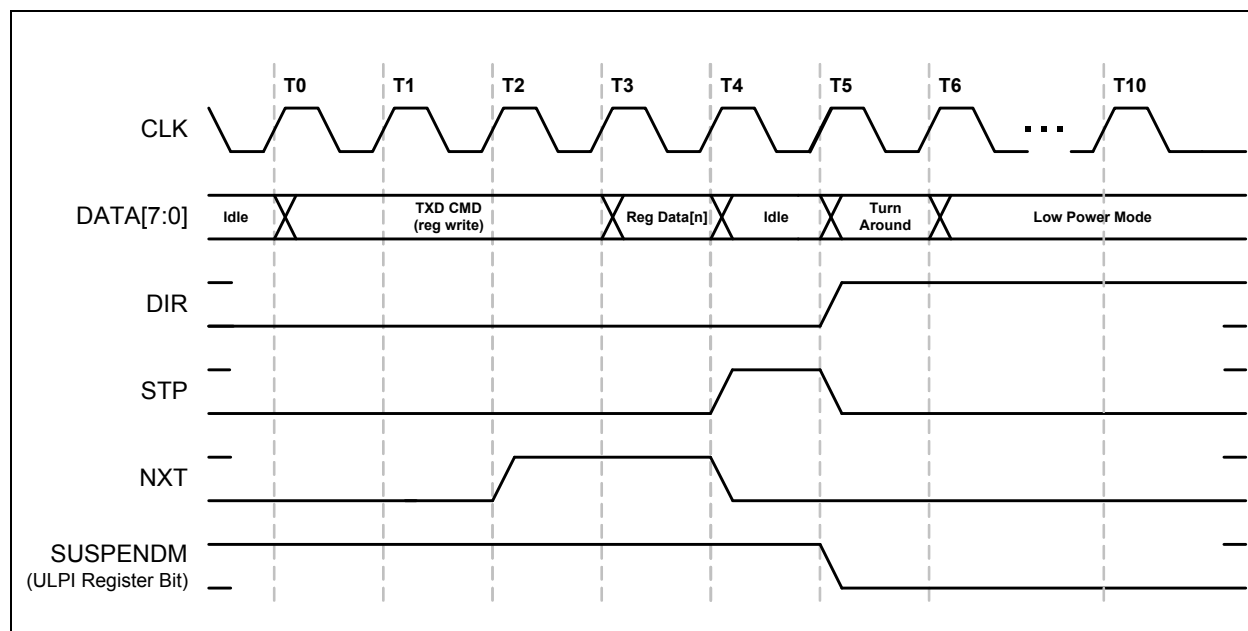 T0 T1 T2 T3 T4 T5 T6 T10
CLK
...
DATA[7:0]
Idle
TXD CMD
(reg write)
Reg Data[n]
Idle
Turn
Around
Low Power Mode
DIR
STP
NXT
SUSPENDM
(ULPI Register Bit)